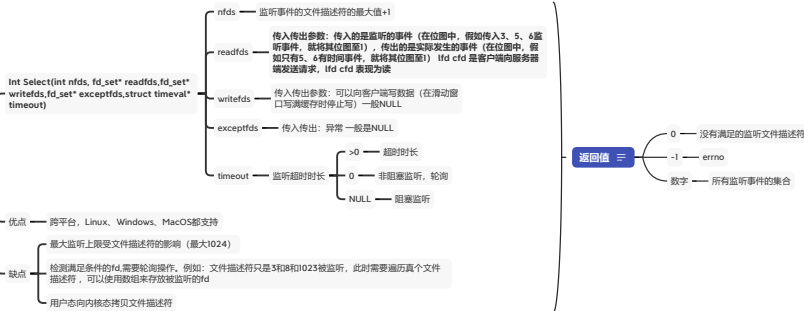 Int Select(int nfds, fd_set* readfds,fd_set*
writefds,fd_set* exceptfds,struct timeval*
timeout)
nfds
监听事件的文件描述符的最大值+1
readfds
传入传出参数：传入的是监听的事件（在位图中，假如传入3、5、6监
听事件，就将其位图至1），传出的是实际发生的事件（在位图中，假
如只有5、6有时间事件，就将其位图至1） lfd cfd 是客户端向服务器
端发送请求，lfd cfd 表现为读
writefds
传入传出参数：可以向客户端写数据（在滑动窗
口写满缓存时停止写）一般NULL
exceptfds
传入传出：异常 一般是NULL
timeout
监听超时时长
>0
超时时长
0
非阻塞监听，轮询
NULL
阻塞监听
返回值
0
没有满足的监听文件描述符
-1
errno
数字
所有监听事件的集合
优点
跨平台，Linux、Windows、MacOS都支持
缺点
最大监听上限受文件描述符的影响（最大1024）
检测满足条件的fd,需要轮询操作。例如：文件描述符只是3和8和1023被监听，此时需要遍历真个文件
描述符 ，可以使用数组来存放被监听的fd
用户态向内核态拷贝文件描述符